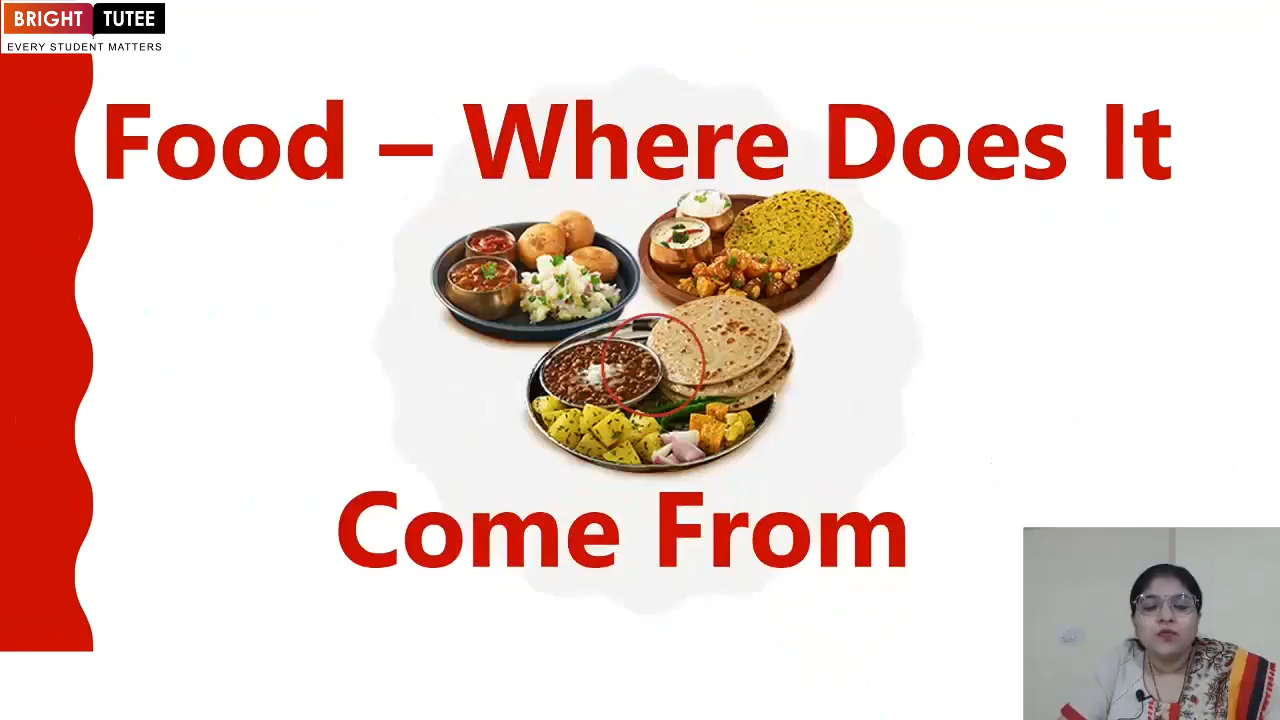 BRIGHT TUTEE
EVERY STUDENT MATTERS
Food – Where Does It
Come From